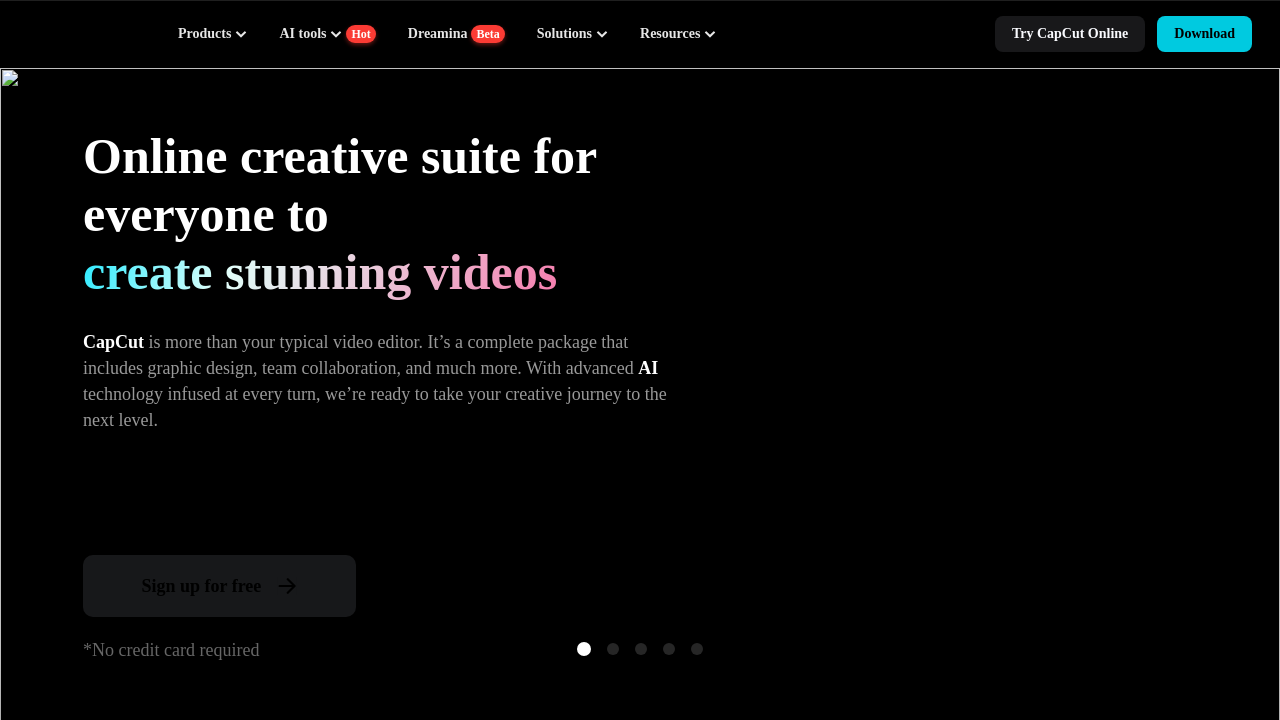 Products AI tools Hot Dreamina Beta Solutions Resources Try CapCut Online Download
Online creative suite for
everyone to
create stunning videos
CapCut is more than your typical video editor. It’s a complete package that
includes graphic design, team collaboration, and much more. With advanced AI
technology infused at every turn, we’re ready to take your creative journey to the
next level.
Sign up for free
*No credit card required